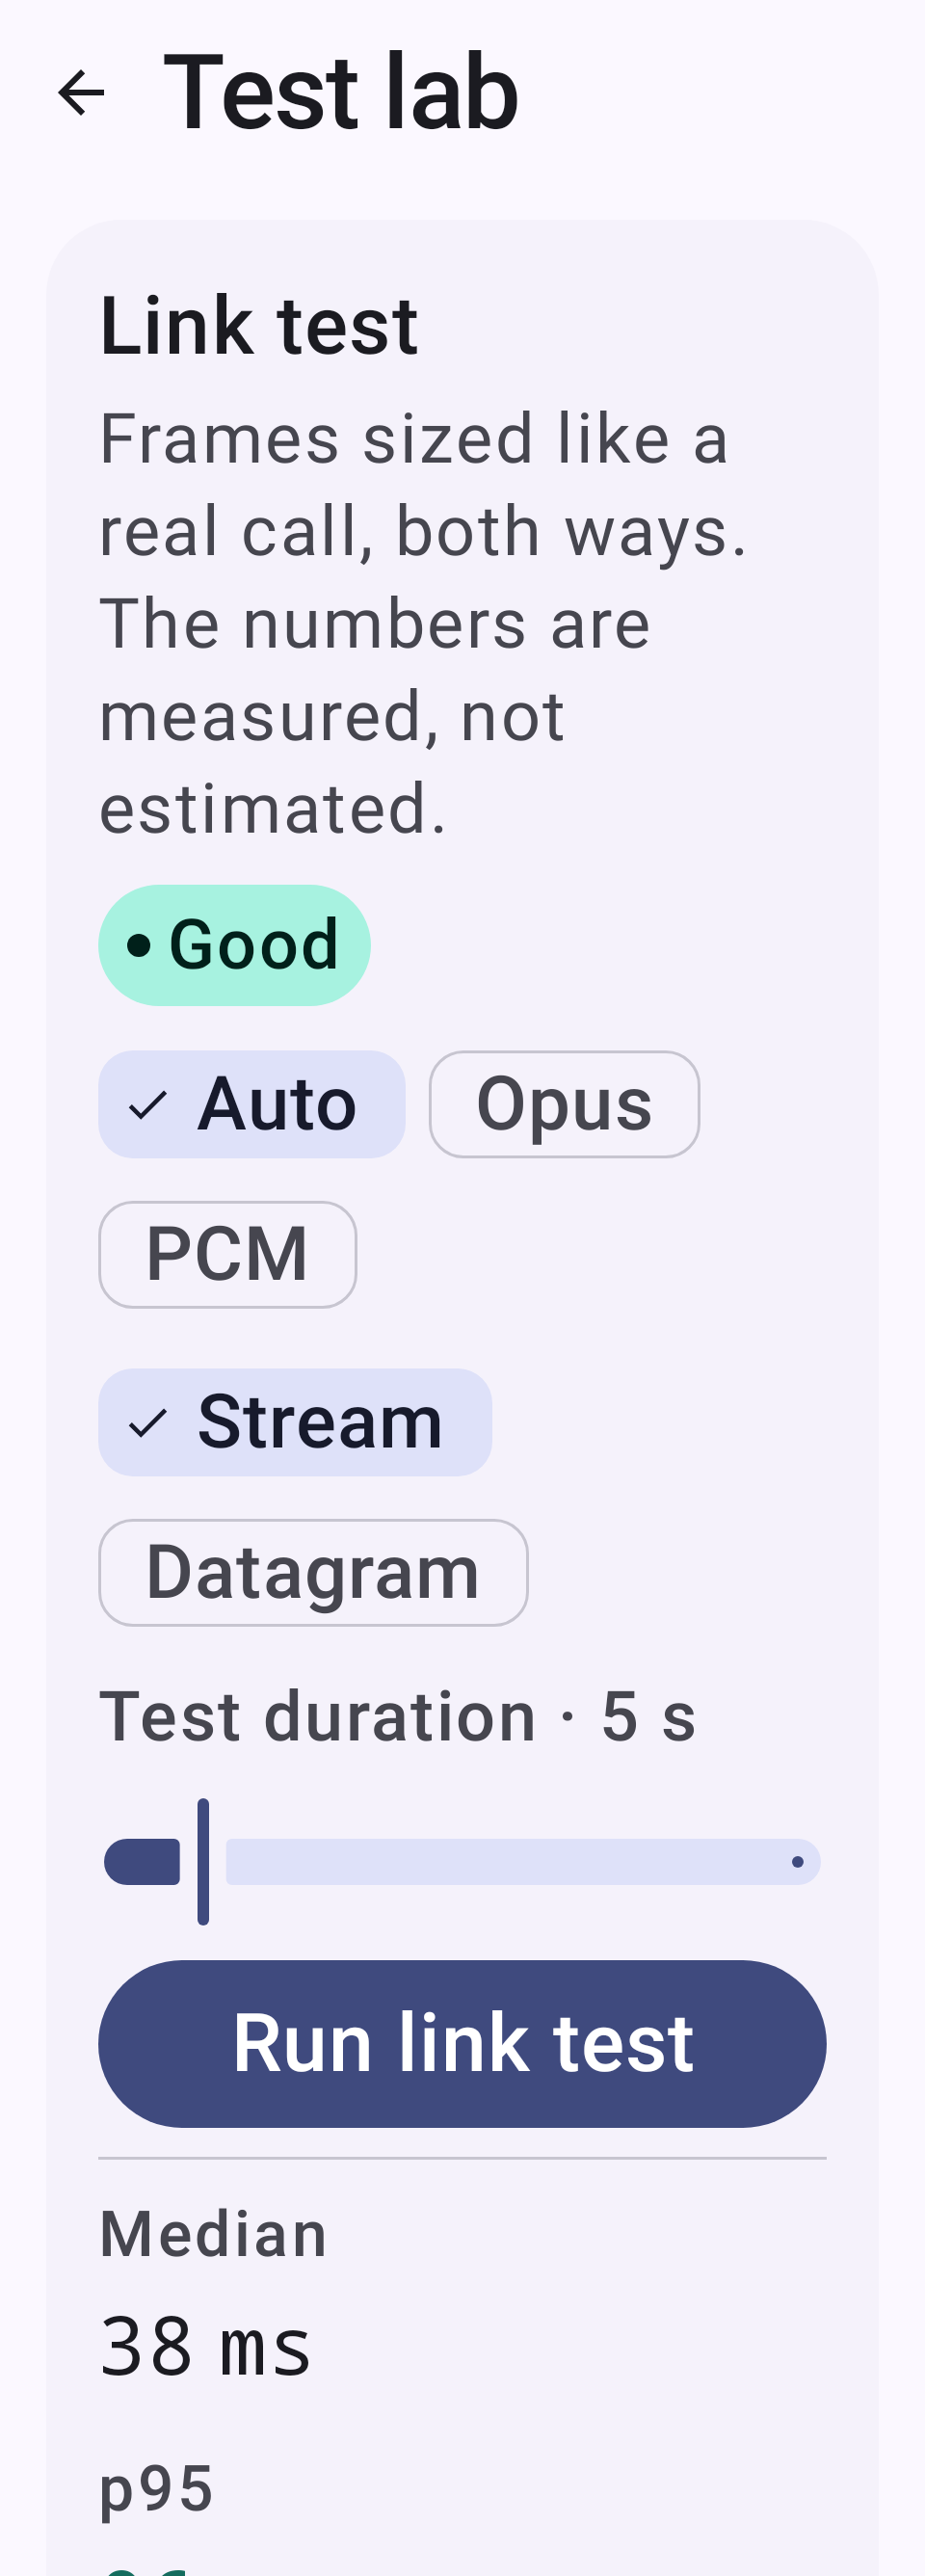 Test lab
Link test
Frames sized like a
real call, both ways.
The numbers are
measured, not
estimated.
Good
Auto
Opus
PCM
Stream
Datagram
Test duration · 5 s
Run link test
Median
38 ms
p95